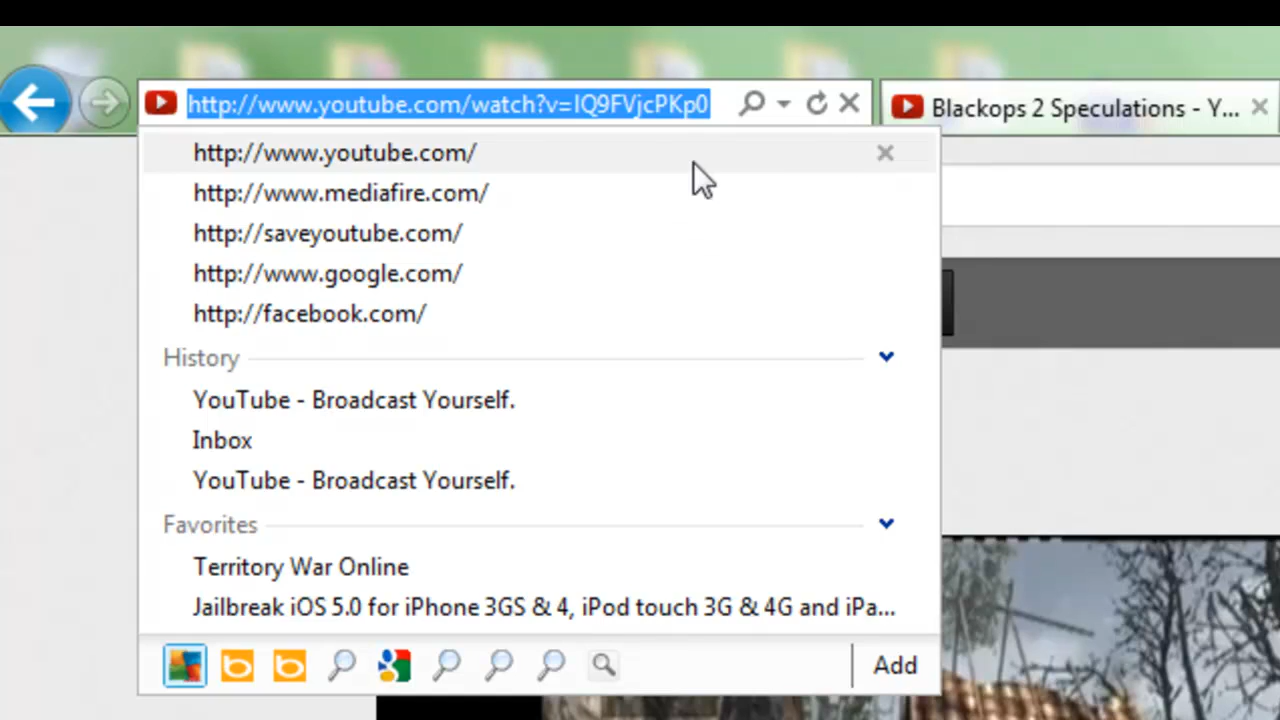 http://www.youtube.com/watch?v=IQ9FVjcPKp0
Blackops 2 Speculations - Y...
http://www.youtube.com/
http://www.mediafire.com/
http://saveyoutube.com/
http://www.google.com/
http://facebook.com/
History
YouTube - Broadcast Yourself.
Inbox
YouTube - Broadcast Yourself.
Favorites
Territory War Online
Jailbreak iOS 5.0 for iPhone 3GS & 4, iPod touch 3G & 4G and iPa...
Add